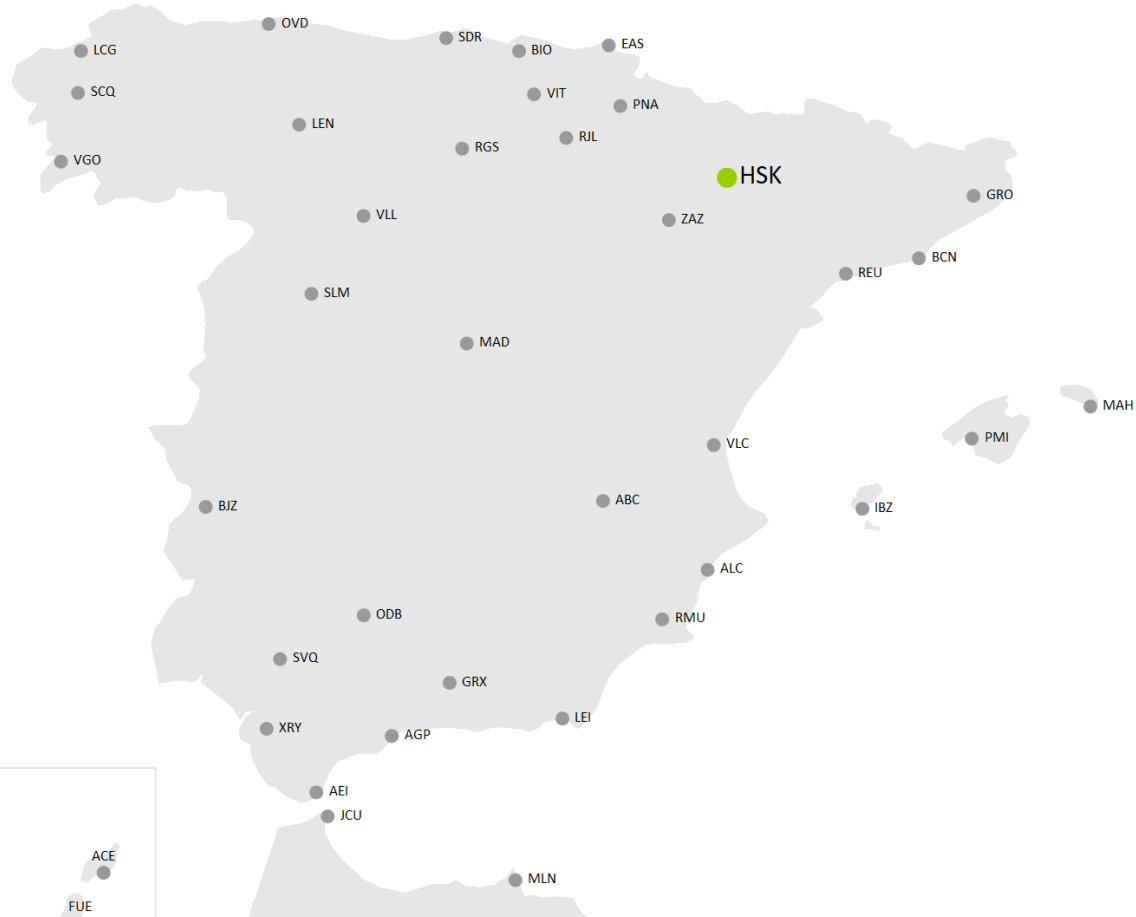 OVD
SDR
EAS
LCG
BIO
SCQ
VIT
PNA
LEN
RJL
RGS
VGO
HSK
GRO
VLL
ZAZ
BCN
REU
SLM
MAD
MAH
PMI
VLC
ABC
BJZ
IBZ
ALC
ODB
RMU
SVQ
GRX
LEI
XRY
AGP
AEI
JCU
ACE
MLN
FUE